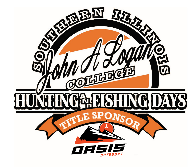 SOUTHERN ILLINOIS
John A Logan
COLLEGE
HUNTING & FISHING DAYS
TITLE SPONSOR
OASIS